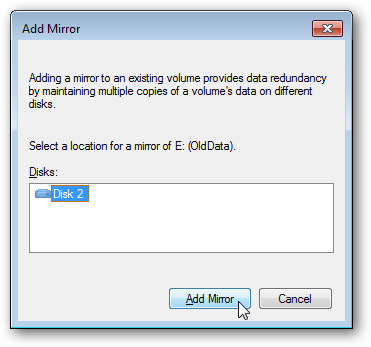 Add Mirror
Adding a mirror to an existing volume provides data redundancy
by maintaining multiple copies of a volume's data on different
disks.
Select a location for a mirror of E: (OldData).
Disks:
Disk 2
Add Mirror
Cancel